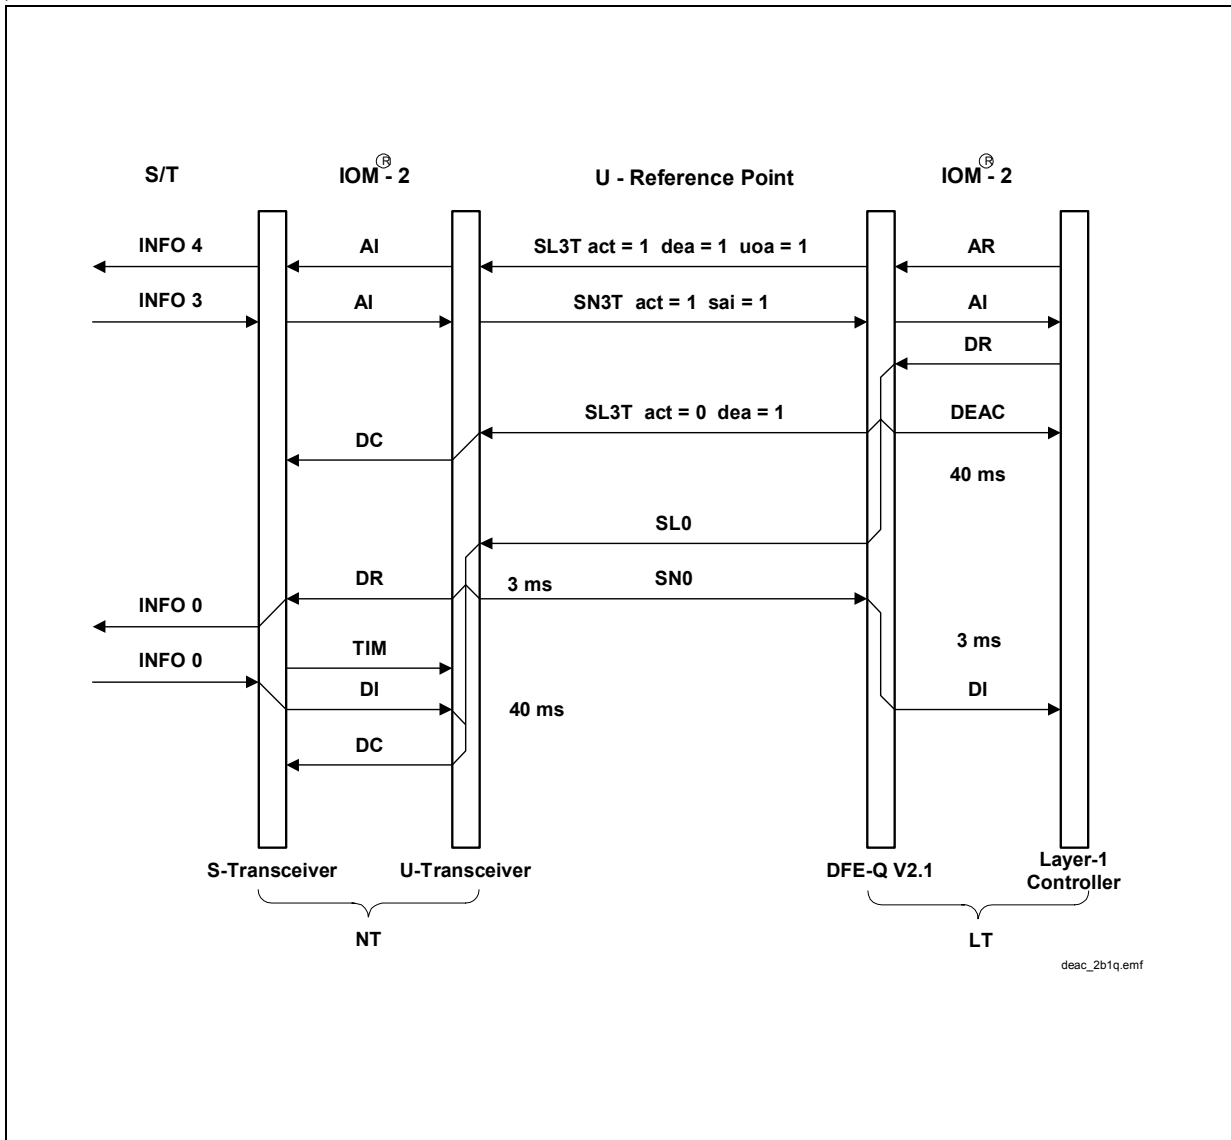 S/T
IOM® - 2
U - Reference Point
IOM® - 2
INFO 4
AI
SL3T act = 1 dea = 1 uoa = 1
AR
INFO 3
AI
SN3T act = 1 sai = 1
AI
DR
SL3T act = 0 dea = 1
DEAC
DC
40 ms
SL0
DR
3 ms
SN0
INFO 0
TIM
3 ms
INFO 0
DI
40 ms
DI
DC
S-Transceiver
U-Transceiver
DFE-Q V2.1
Layer-1
Controller
NT
LT
deac_2b1q.emf